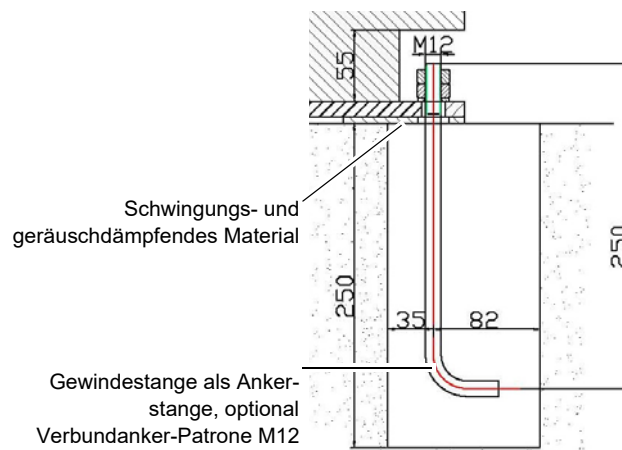 M12
55
Schwingungs- und
geräuschdämpfendes Material
250
250
35
82
Gewindestange als Anker-
stange, optional
Verbundanker-Patrone M12